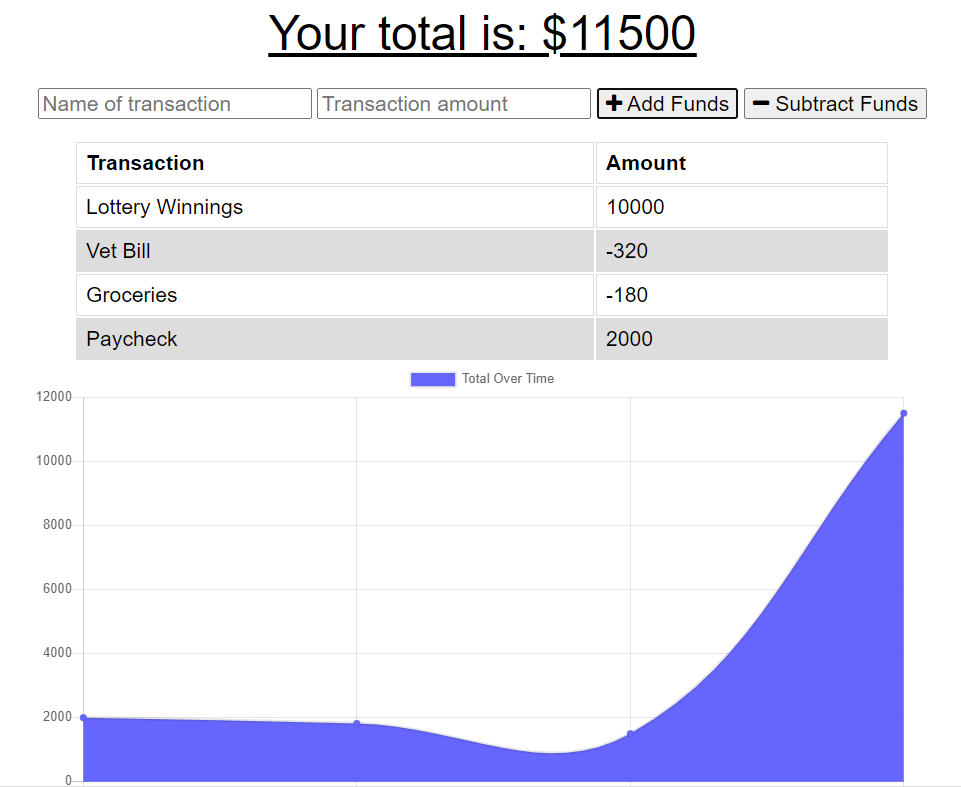 Your total is: $11500
Name of transaction Transaction amount Add Funds Subtract Funds
Transaction Amount
Lottery Winnings 10000
Vet Bill -320
Groceries -180
Paycheck 2000
Total Over Time
12000
10000
8000
6000
4000
2000
0